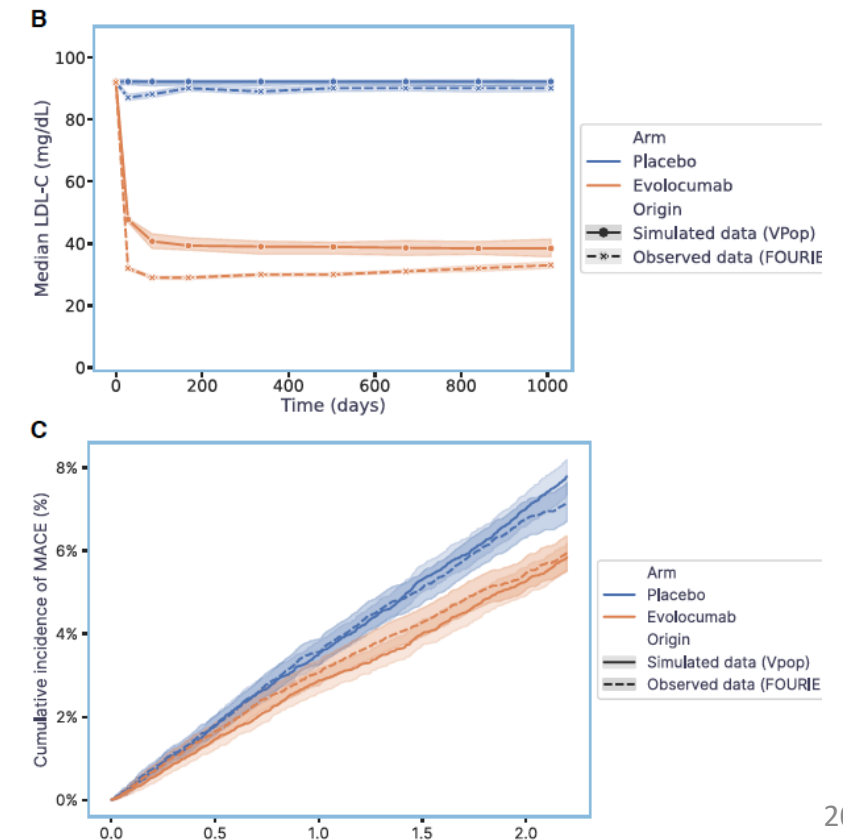 B
100
80
60
40
20
0
Median LDL-C (mg/dL)
0 200 400 600 800 1000
Time (days)
Arm
Placebo
Evolocumab
Origin
Simulated data (VPop)
Observed data (FOURIE
C
8%
6%
4%
2%
0%
Cumulative incidence of MACE (%)
0.0 0.5 1.0 1.5 2.0
Arm
Placebo
Evolocumab
Origin
Simulated data (Vpop)
Observed data (FOURIE